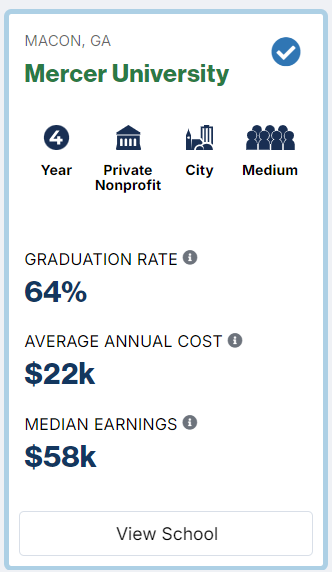 MACON, GA
Mercer University
4
Year
Private
Nonprofit
City
Medium
GRADUATION RATE i
64%
AVERAGE ANNUAL COST i
$22k
MEDIAN EARNINGS i
$58k
View School